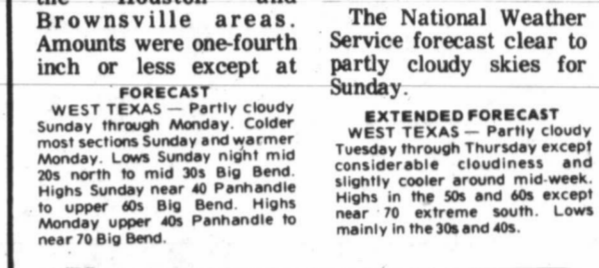 the Houston and
Brownsville areas.
Amounts were one-fourth
inch or less except at
FORECAST
WEST TEXAS — Partly cloudy
Sunday through Monday. Colder
most sections Sunday and warmer
Monday. Lows Sunday night mid
20s north to mid 30s Big Bend.
Highs Sunday near 40 Panhandle
to upper 60s Big Bend. Highs
Monday upper 40s Panhandle to
near 70 Big Bend.
The National Weather
Service forecast clear to
partly cloudy skies for
Sunday.
EXTENDED FORECAST
WEST TEXAS — Partly cloudy
Tuesday through Thursday except
considerable cloudiness and
slightly cooler around mid-week.
Highs in the 50s and 60s except
near 70 extreme south. Lows
mainly in the 30s and 40s.